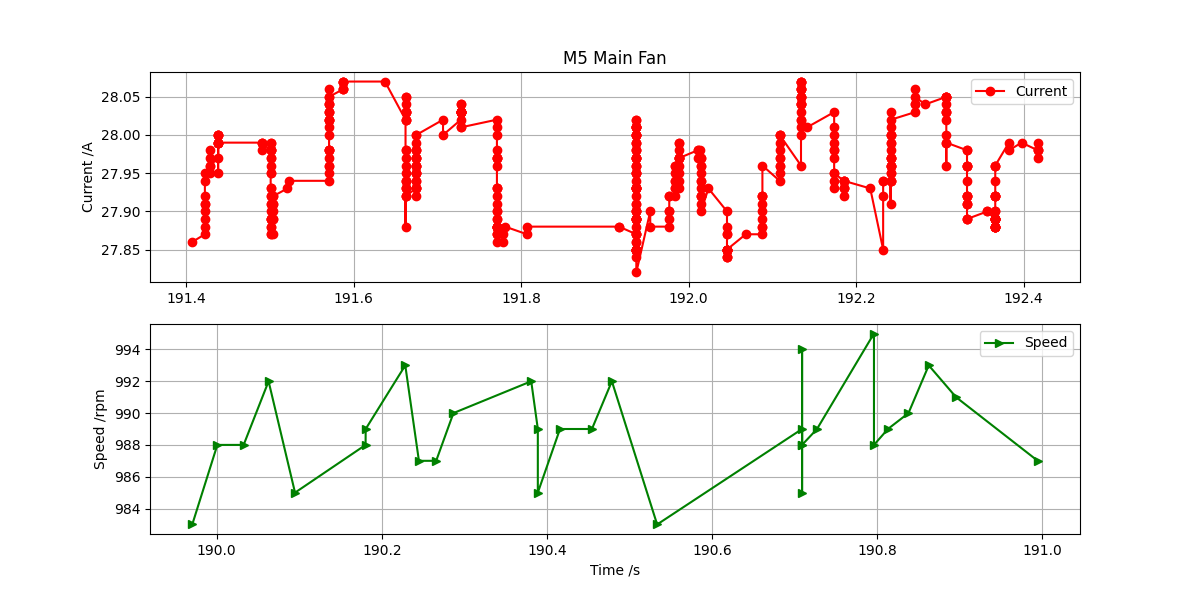 M5 Main Fan
Current /A
28.05
28.00
27.95
27.90
27.85
Current
191.4 191.6 191.8 192.0 192.2 192.4
Speed /rpm
994
992
990
988
986
984
Speed
190.0 190.2 190.4 190.6 190.8 191.0
Time /s